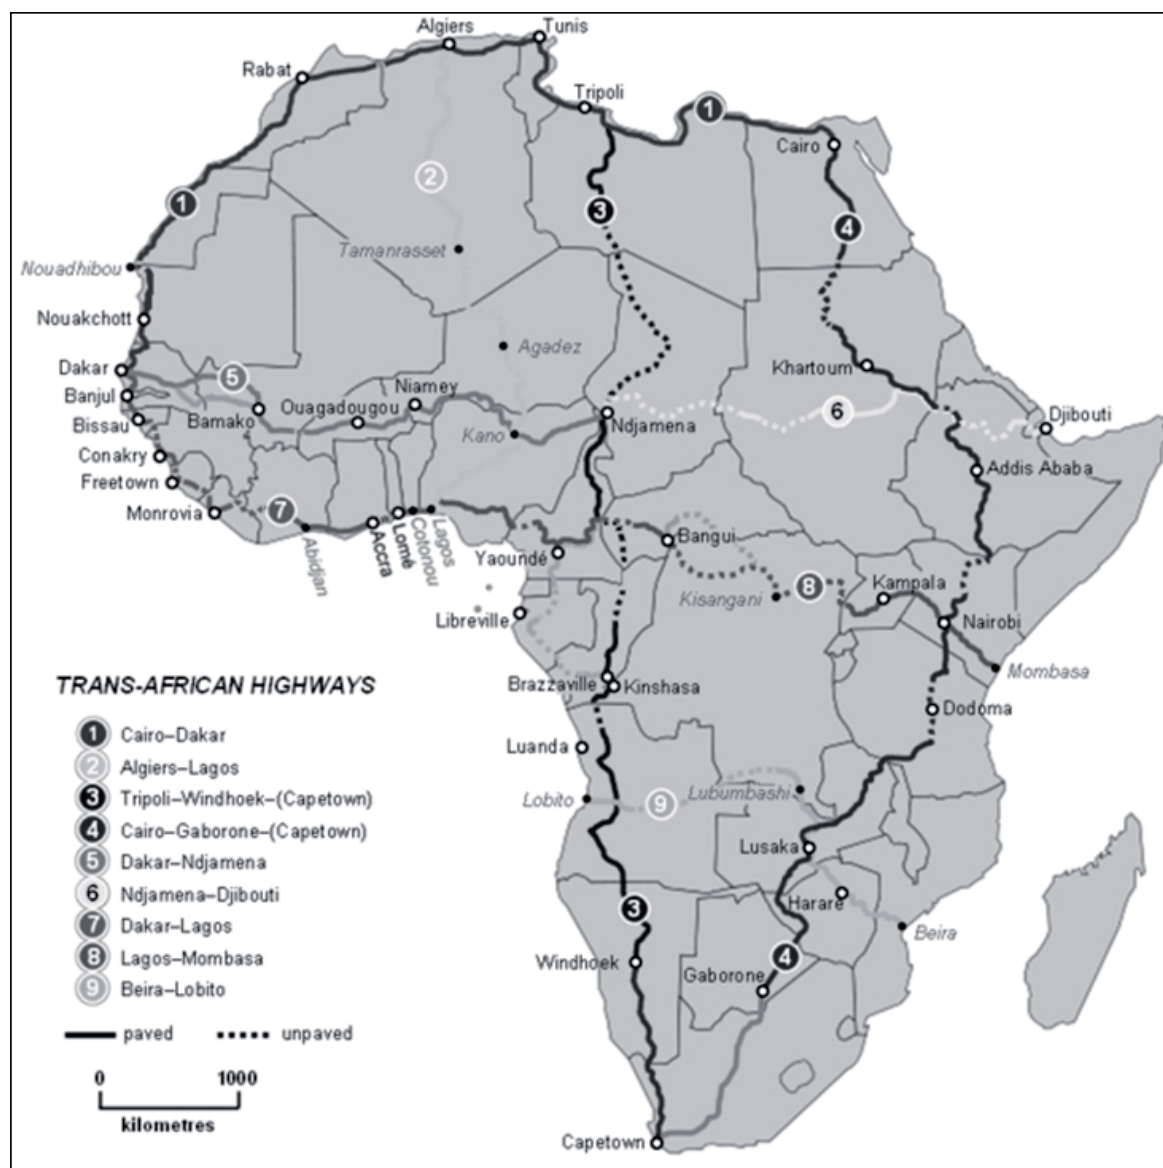 Algiers
Tunis
Rabat
Tripoli
1
Cairo
2
1
3
4
Tamanrasset
Nouadhibou
Nouakchott
Agadez
Dakar
5
Niamey
Khartoum
Banjul
Ouagadougou
6
Djibouti
Bissau
Bamako
Kano
Ndjamena
Conakry
Addis Ababa
Freetown
Monrovia
7
Abidjan
Accra
Lomé
Cotonou
Lagos
Yaoundé
Bangui
Kisangani
8
Kampala
Libreville
Nairobi
Mombasa
Brazzaville
Kinshasa
Dodoma
Luanda
Lobito
9
Lubumbashi
Lusaka
Harare
3
Beira
Windhoek
4
Gaborone
Capetown
TRANS-AFRICAN HIGHWAYS
1 Cairo–Dakar
2 Algiers–Lagos
3 Tripoli–Windhoek–(Capetown)
4 Cairo–Gaborone–(Capetown)
5 Dakar–Ndjamena
6 Ndjamena–Djibouti
7 Dakar–Lagos
8 Lagos–Mombasa
9 Beira–Lobito
paved unpaved
0 1000
kilometres